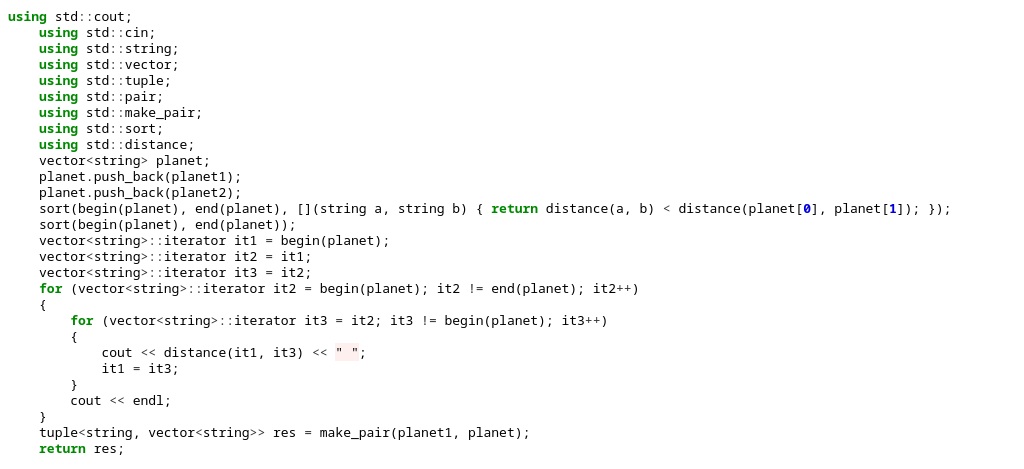 using std::cout;
using std::cin;
using std::string;
using std::vector;
using std::tuple;
using std::pair;
using std::make_pair;
using std::sort;
using std::distance;
vector<string> planet;
planet.push_back(planet1);
planet.push_back(planet2);
sort(begin(planet), end(planet), [](string a, string b) { return distance(a, b) < distance(planet[0], planet[1]); });
sort(begin(planet), end(planet));
vector<string>::iterator it1 = begin(planet);
vector<string>::iterator it2 = it1;
vector<string>::iterator it3 = it2;
for (vector<string>::iterator it2 = begin(planet); it2 != end(planet); it2++)
{
for (vector<string>::iterator it3 = it2; it3 != begin(planet); it3++)
{
cout << distance(it1, it3) << " ";
it1 = it3;
}
cout << endl;
}
tuple<string, vector<string>> res = make_pair(planet1, planet);
return res;